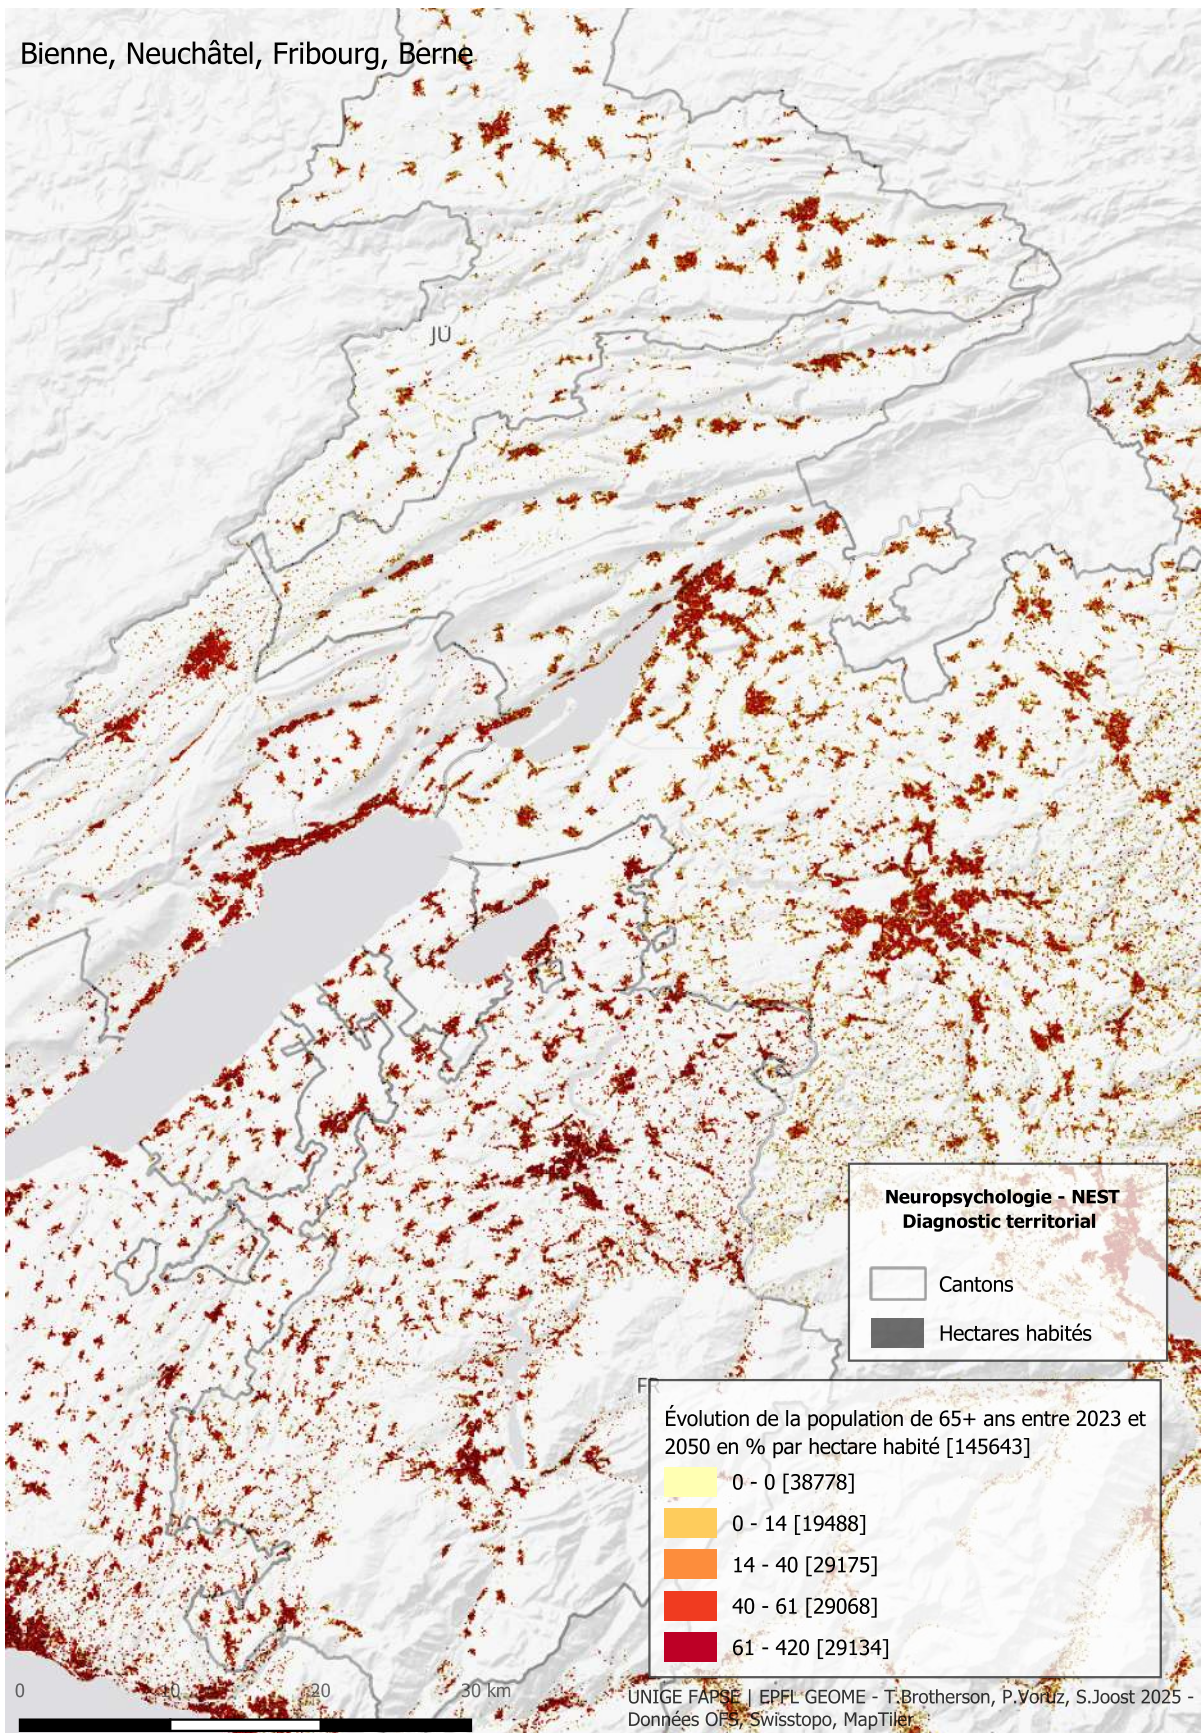 Bienne, Neuchâtel, Fribourg, Berne
JU
Neuropsychologie - NEST
Diagnostic territorial
Cantons
Hectares habités
FR
Évolution de la population de 65+ ans entre 2023 et
2050 en % par hectare habité [145643]
0 - 0 [38778]
0 - 14 [19488]
14 - 40 [29175]
40 - 61 [29068]
61 - 420 [29134]
0 10 20 30 km
UNIGE FAPSE | EPFL GEOME - T.Brotherson, P.Voruz, S.Joost 2025 -
Données OFS, Swisstopo, MapTiler